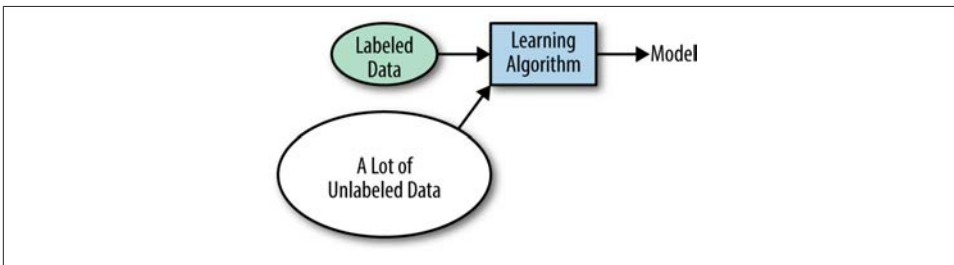 Labeled
Data
Learning
Algorithm
Model
A Lot of
Unlabeled Data